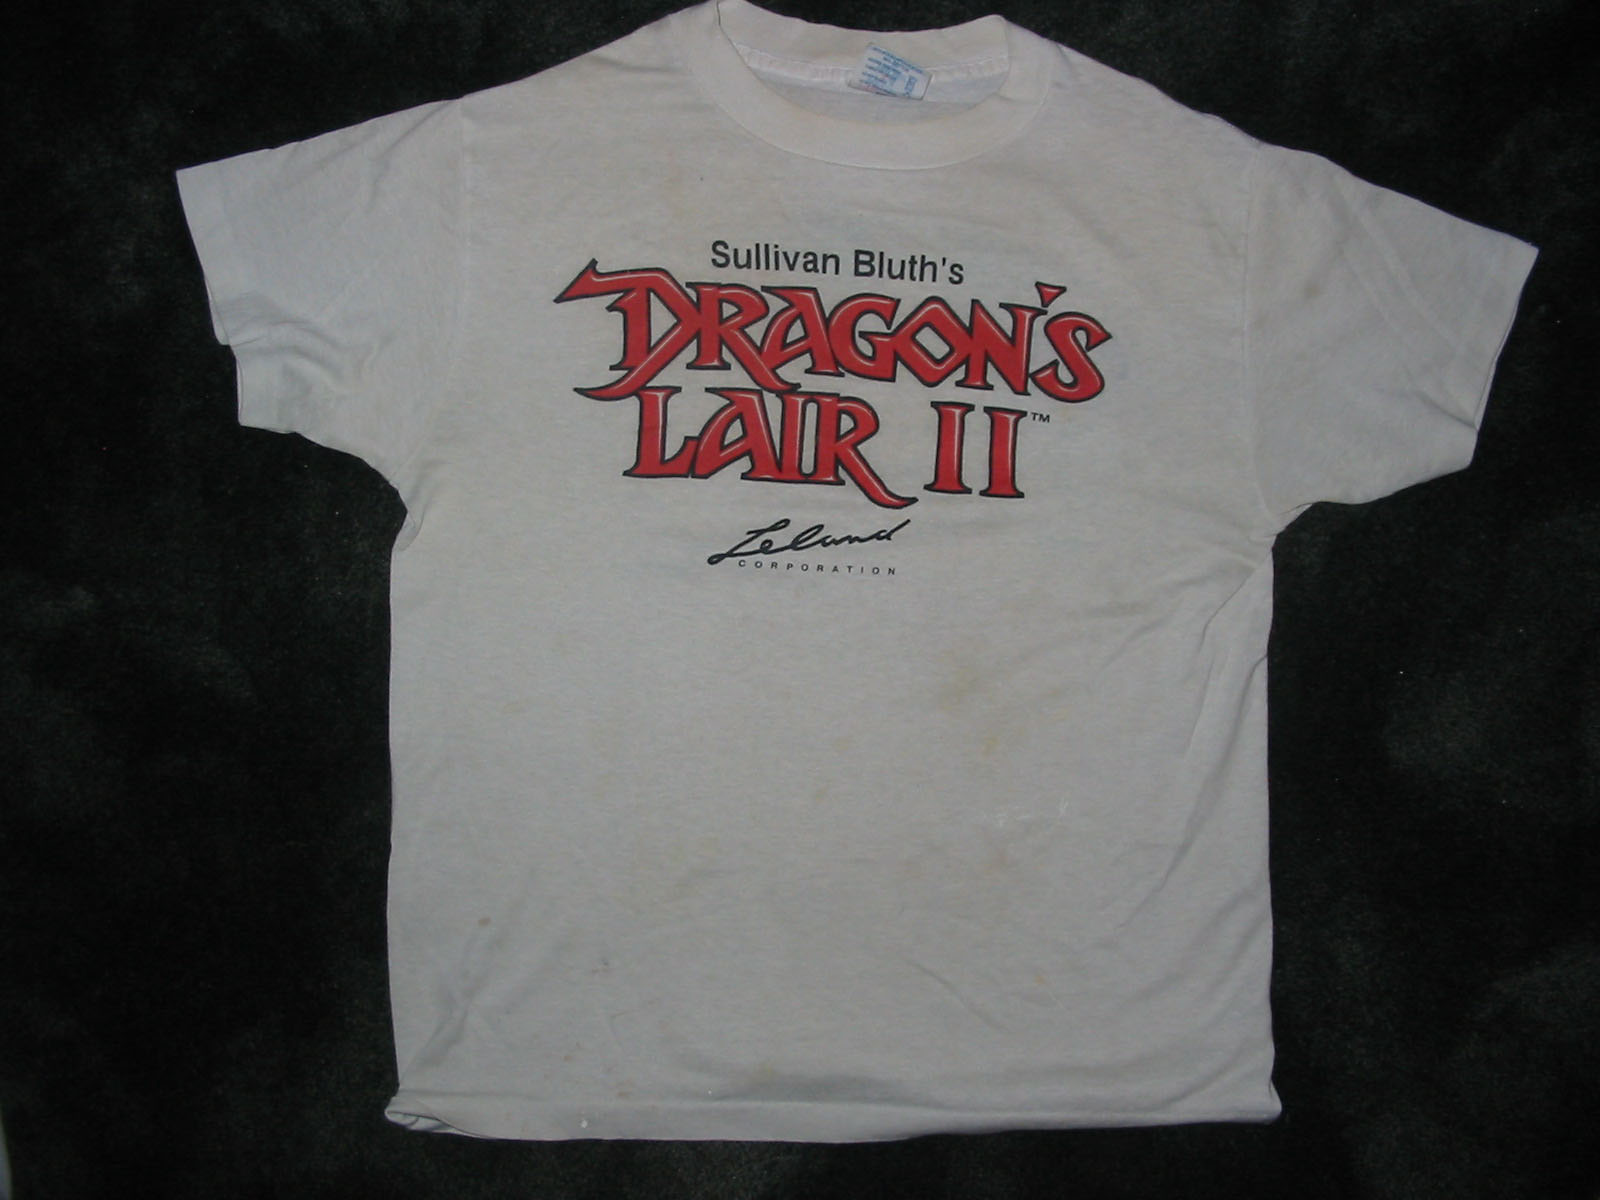 Sullivan Bluth's
DRAGON'S
LAIR II™
Leland
CORPORATION